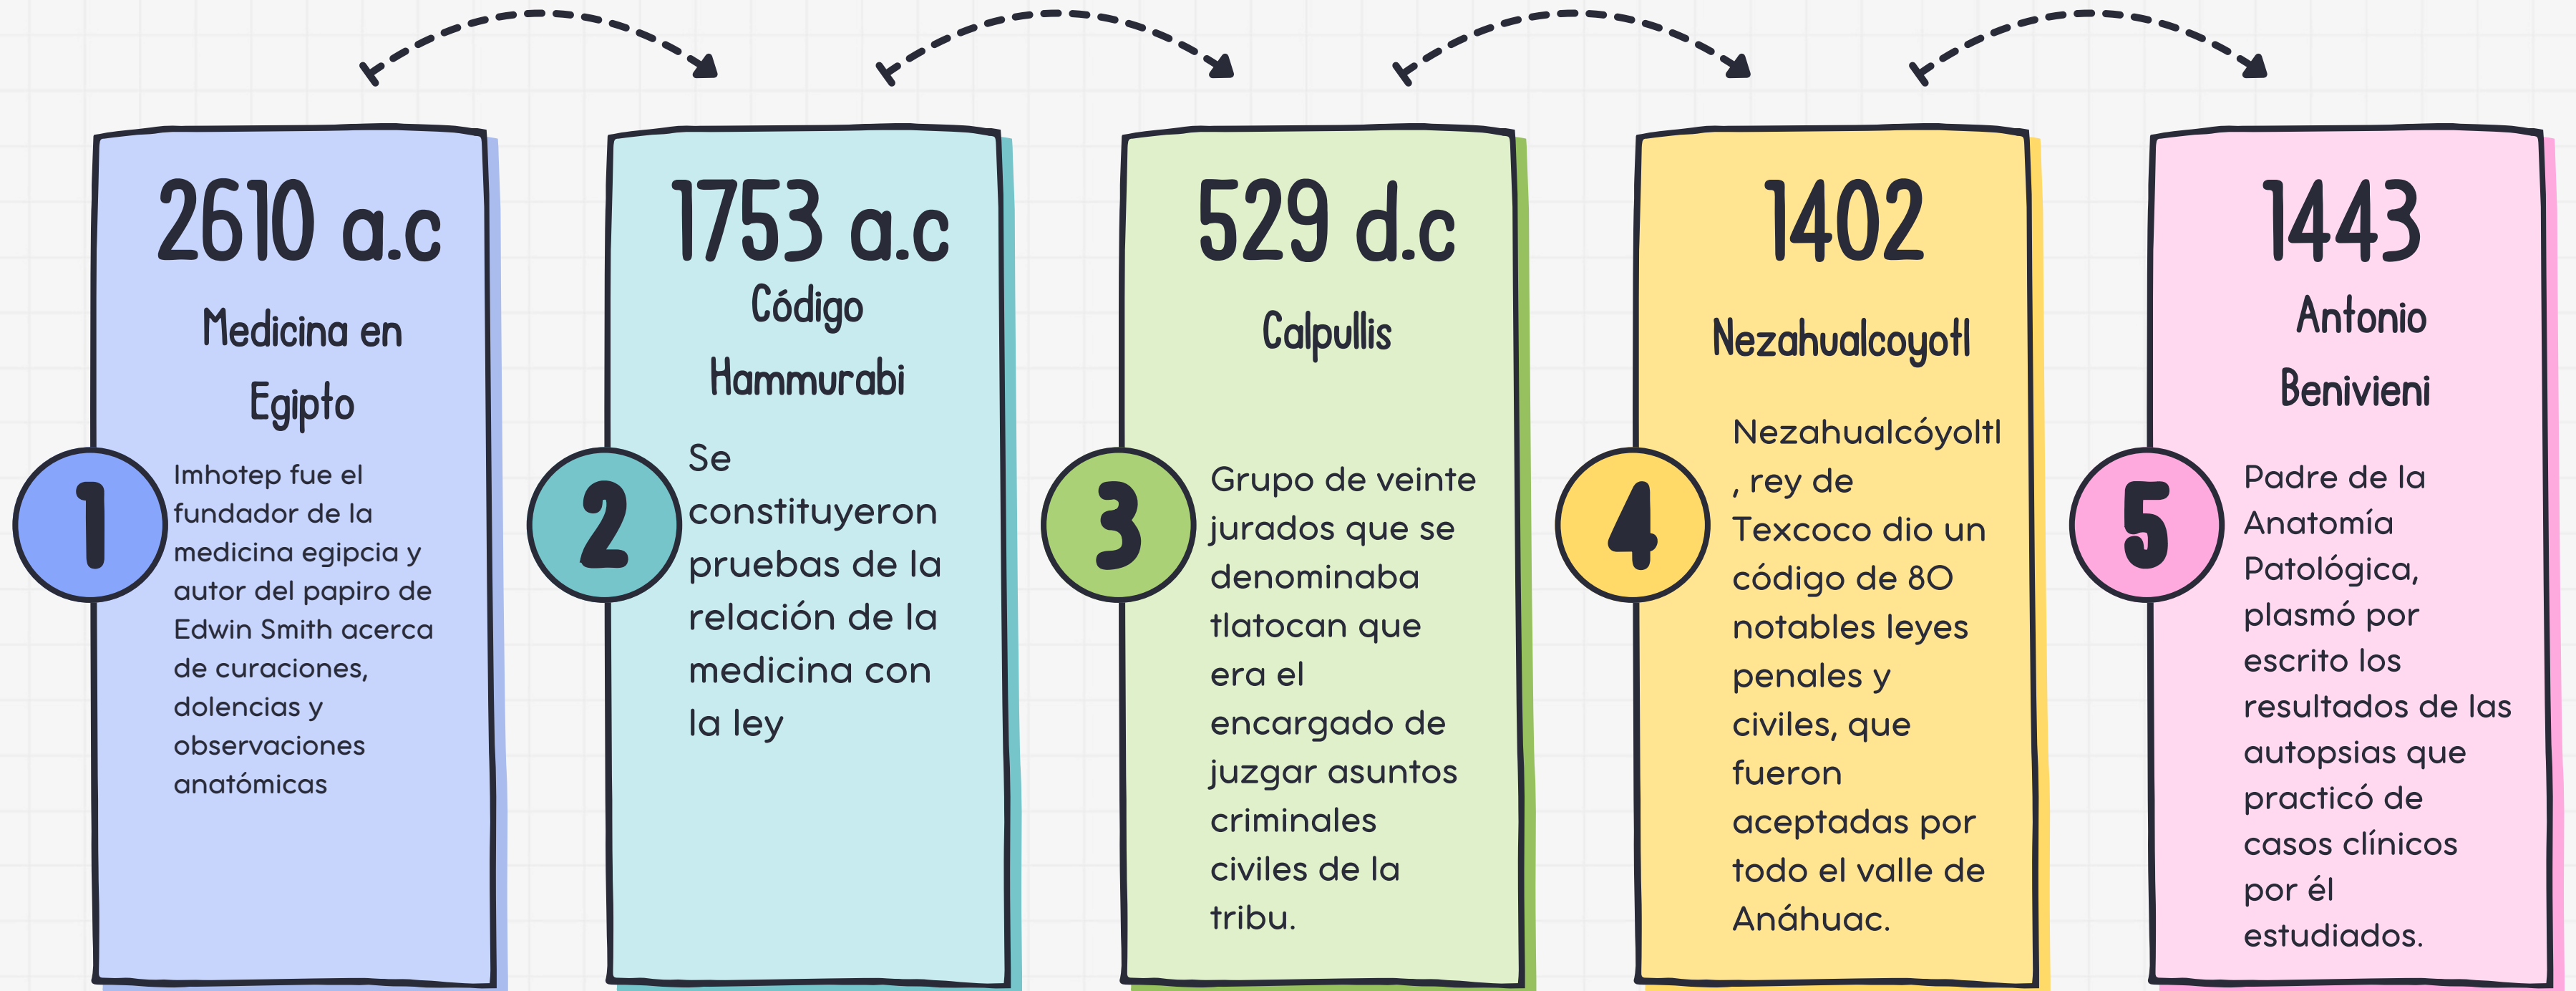 2610 a.c
Medicina en
Egipto
1
Imhotep fue el
fundador de la
medicina egipcia y
autor del papiro de
Edwin Smith acerca
de curaciones,
dolencias y
observaciones
anatómicas
1753 a.c
Código
Hammurabi
2
Se
constituyeron
pruebas de la
relación de la
medicina con
la ley
529 d.c
Calpullis
3
Grupo de veinte
jurados que se
denominaba
tlatocan que
era el
encargado de
juzgar asuntos
criminales
civiles de la
tribu.
1402
Nezahualcoyotl
4
Nezahualcóyoltl
, rey de
Texcoco dio un
código de 80
notables leyes
penales y
civiles, que
fueron
aceptadas por
todo el valle de
Anáhuac.
1443
Antonio
Benivieni
5
Padre de la
Anatomía
Patológica,
plasmó por
escrito los
resultados de las
autopsias que
practicó de
casos clínicos
por él
estudiados.